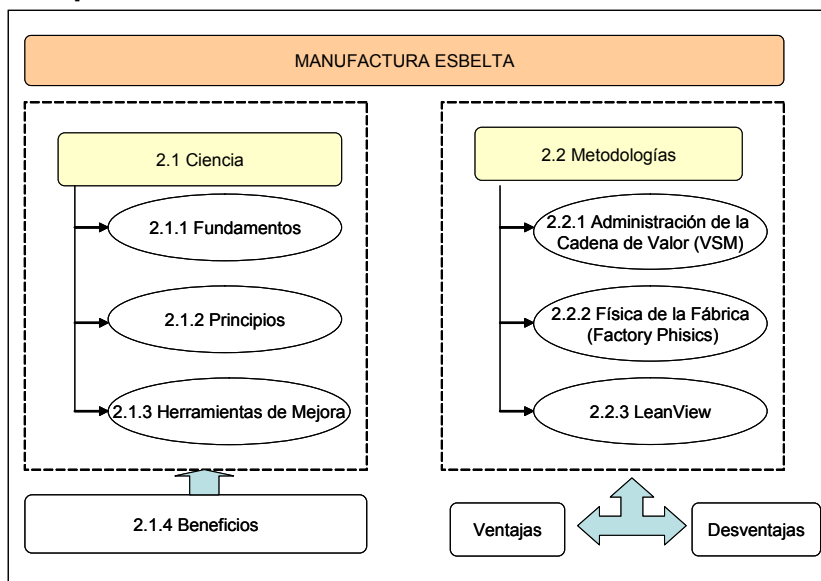 MANUFACTURA ESBELTA
2.1 Ciencia
2.1.1 Fundamentos
2.1.2 Principios
2.1.3 Herramientas de Mejora
2.1.4 Beneficios
2.2 Metodologías
2.2.1 Administración de la
Cadena de Valor (VSM)
2.2.2 Física de la Fábrica
(Factory Phisics)
2.2.3 LeanView
Ventajas
Desventajas